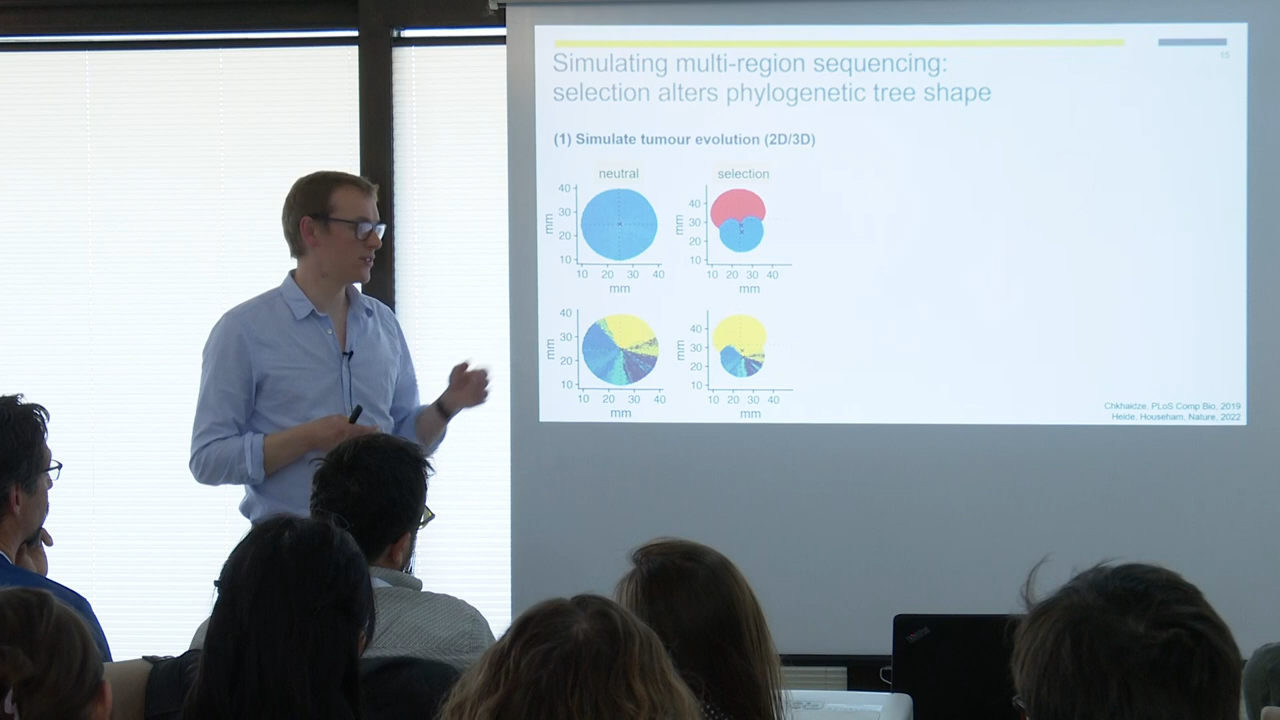 15
Simulating multi-region sequencing:
selection alters phylogenetic tree shape
(1) Simulate tumour evolution (2D/3D)
neutral
selection
40
30
20
10
mm
10 20 30 40
mm
40
30
20
10
mm
10 20 30 40
mm
40
30
20
10
mm
10 20 30 40
mm
40
30
20
10
mm
10 20 30 40
mm
Chkhaidze, PLoS Comp Bio, 2019
Heide, Househam, Nature, 2022